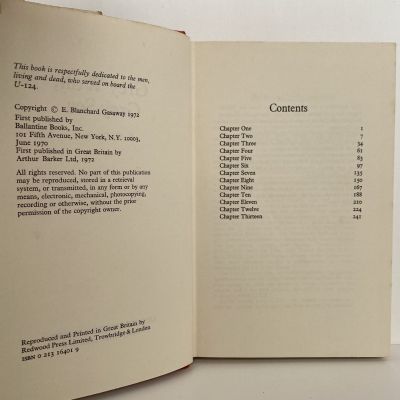 This book is respectfully dedicated to the men,
living and dead, who served on board the
U-124.
Copyright © E. Blanchard Gasaway 1972
First published by
Ballantine Books, Inc.
101 Fifth Avenue, New York, N.Y. 10003,
June 1970
First published in Great Britain by
Arthur Barker Ltd, 1972
All rights reserved. No part of this publication
may be reproduced, stored in a retrieval
system, or transmitted, in any form or by any
means, electronic, mechanical, photocopying,
recording or otherwise, without the prior
permission of the copyright owner.
Reproduced and Printed in Great Britain by
Redwood Press Limited, Trowbridge & London
ISBN 0 213 16401 9
Contents
Chapter One 1
Chapter Two 7
Chapter Three 34
Chapter Four 61
Chapter Five 83
Chapter Six 97
Chapter Seven 135
Chapter Eight 150
Chapter Nine 167
Chapter Ten 188
Chapter Eleven 210
Chapter Twelve 224
Chapter Thirteen 241